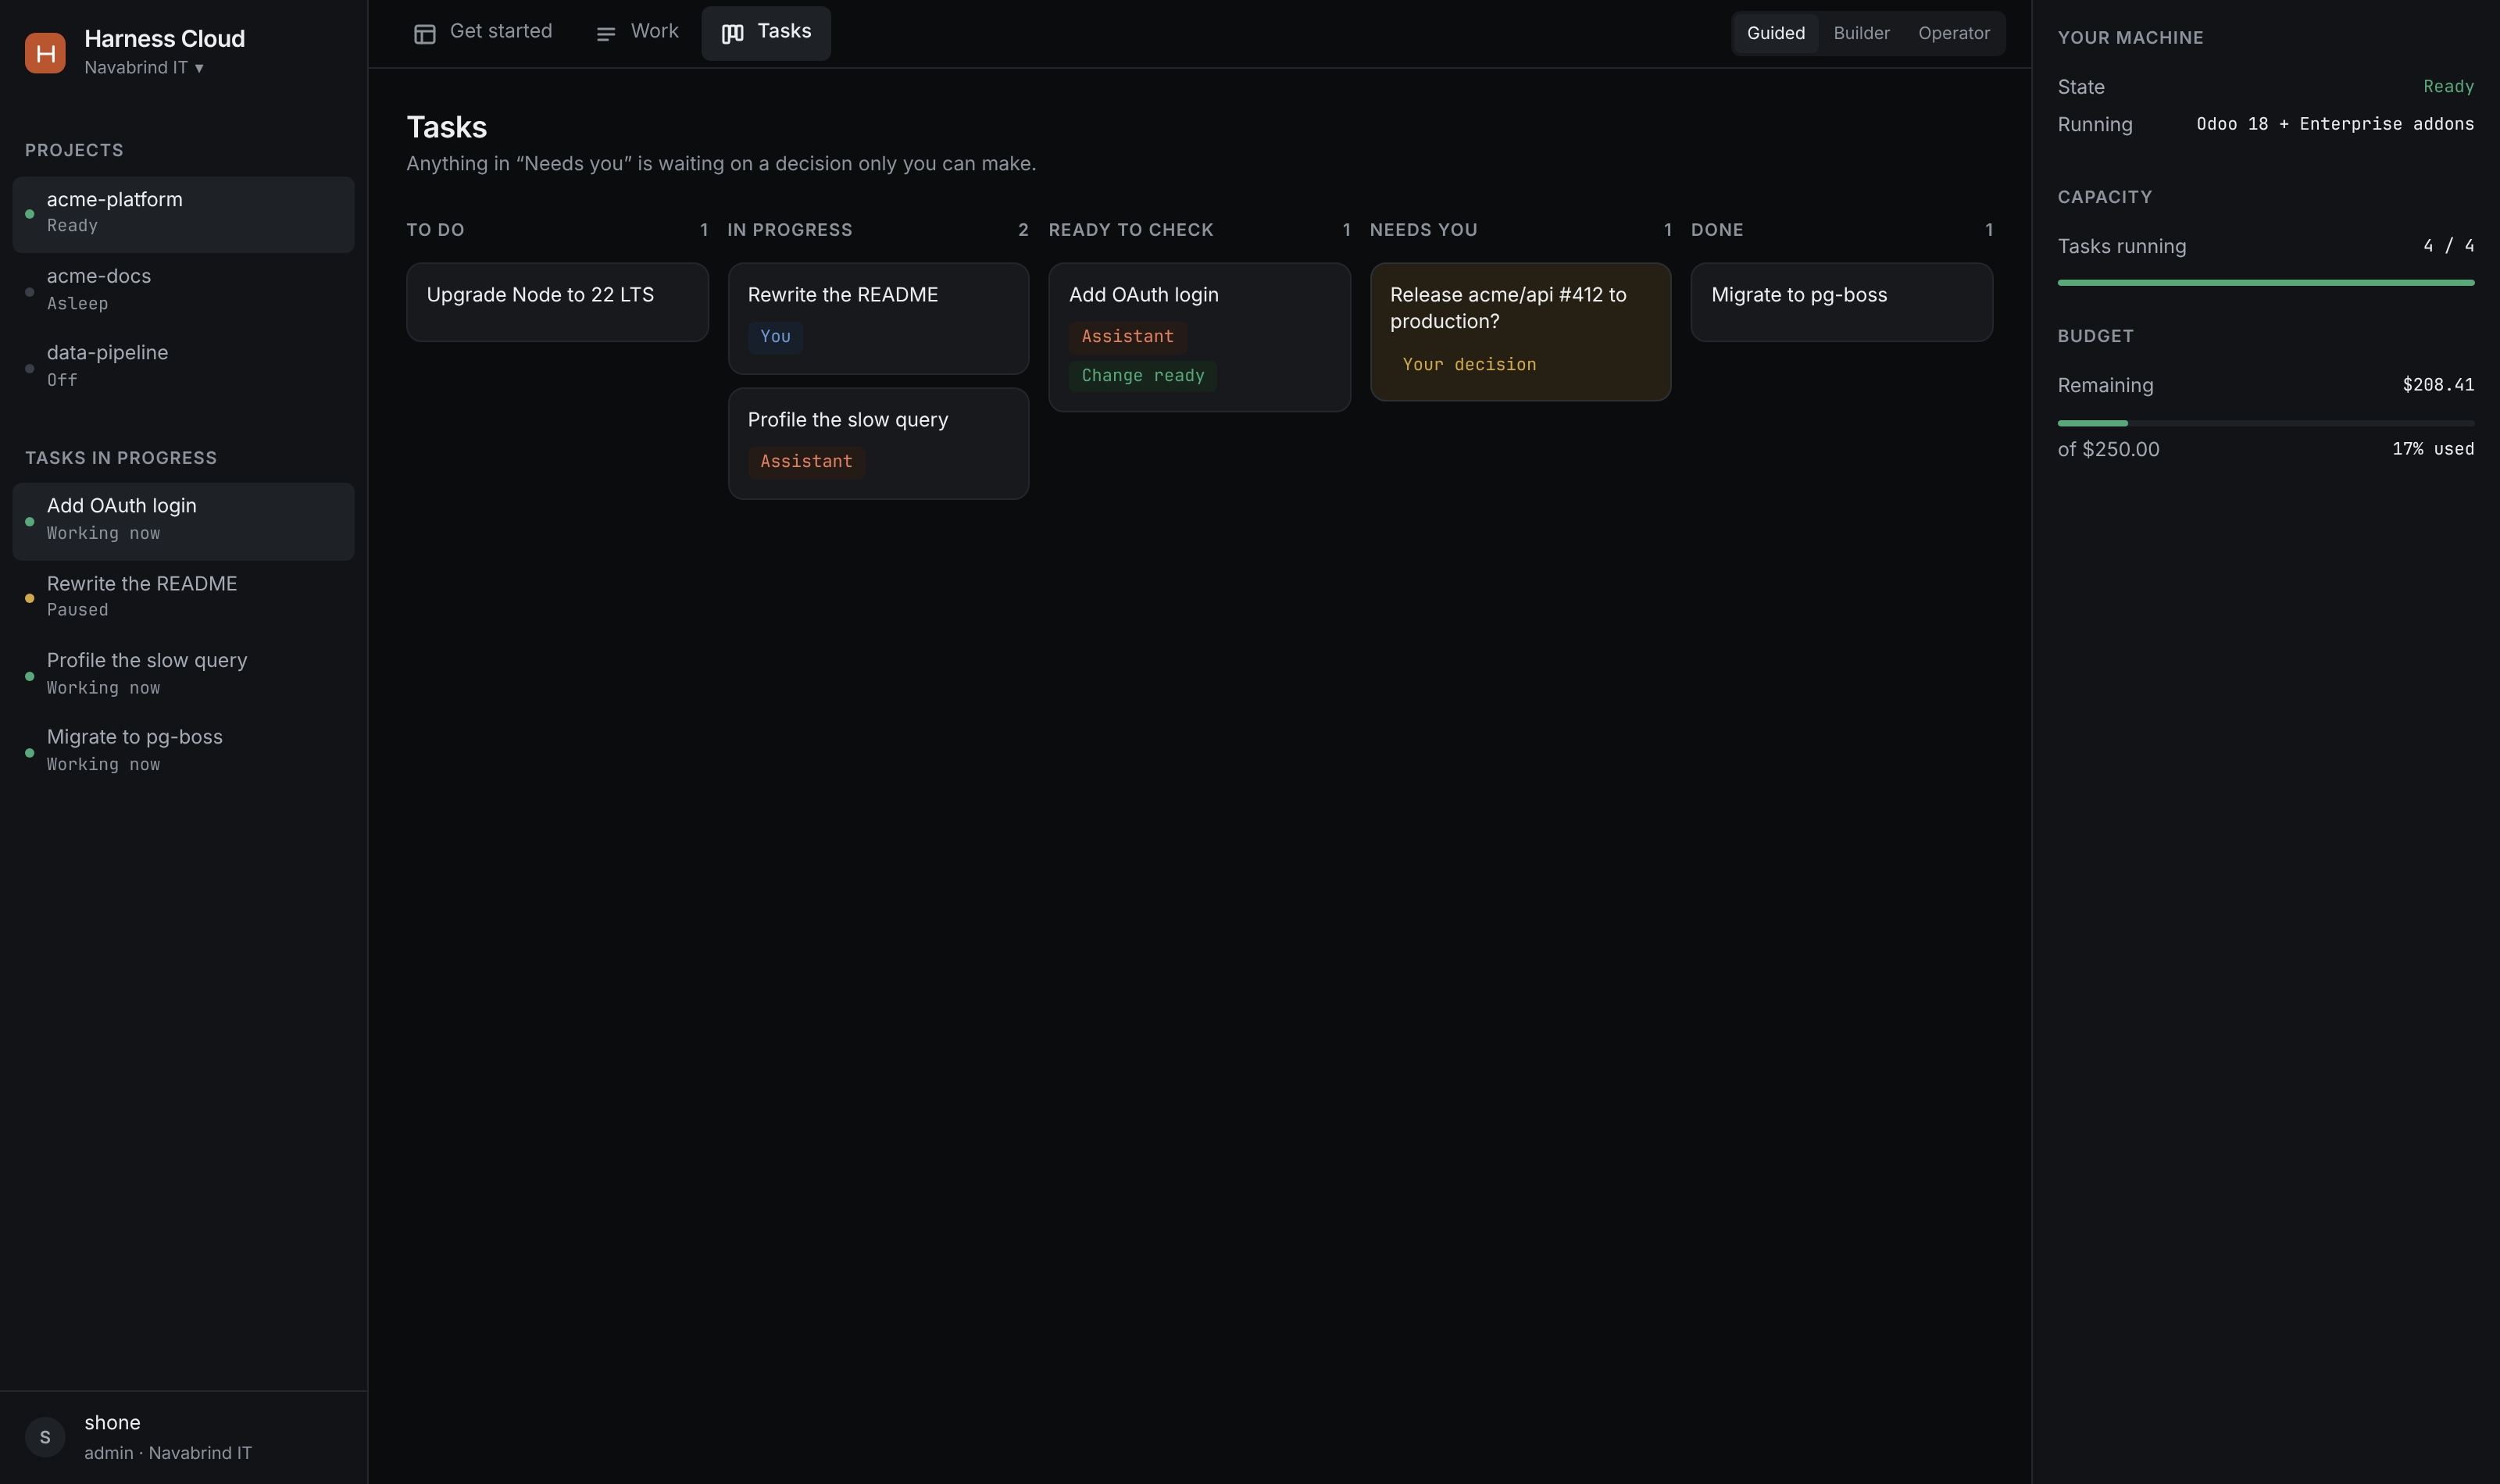 Harness Cloud
Navabrind IT ▾
PROJECTS
acme-platform
Ready
acme-docs
Asleep
data-pipeline
Off
TASKS IN PROGRESS
Add OAuth login
Working now
Rewrite the README
Paused
Profile the slow query
Working now
Migrate to pg-boss
Working now
S
shone
admin · Navabrind IT
Get started
Work
Tasks
Guided
Builder
Operator
Tasks
Anything in “Needs you” is waiting on a decision only you can make.
TO DO 1
Upgrade Node to 22 LTS
IN PROGRESS 2
Rewrite the README
You
Profile the slow query
Assistant
READY TO CHECK 1
Add OAuth login
Assistant
Change ready
NEEDS YOU 1
Release acme/api #412 to
production?
Your decision
DONE 1
Migrate to pg-boss
YOUR MACHINE
State Ready
Running Odoo 18 + Enterprise addons
CAPACITY
Tasks running 4 / 4
BUDGET
Remaining $208.41
of $250.00 17% used